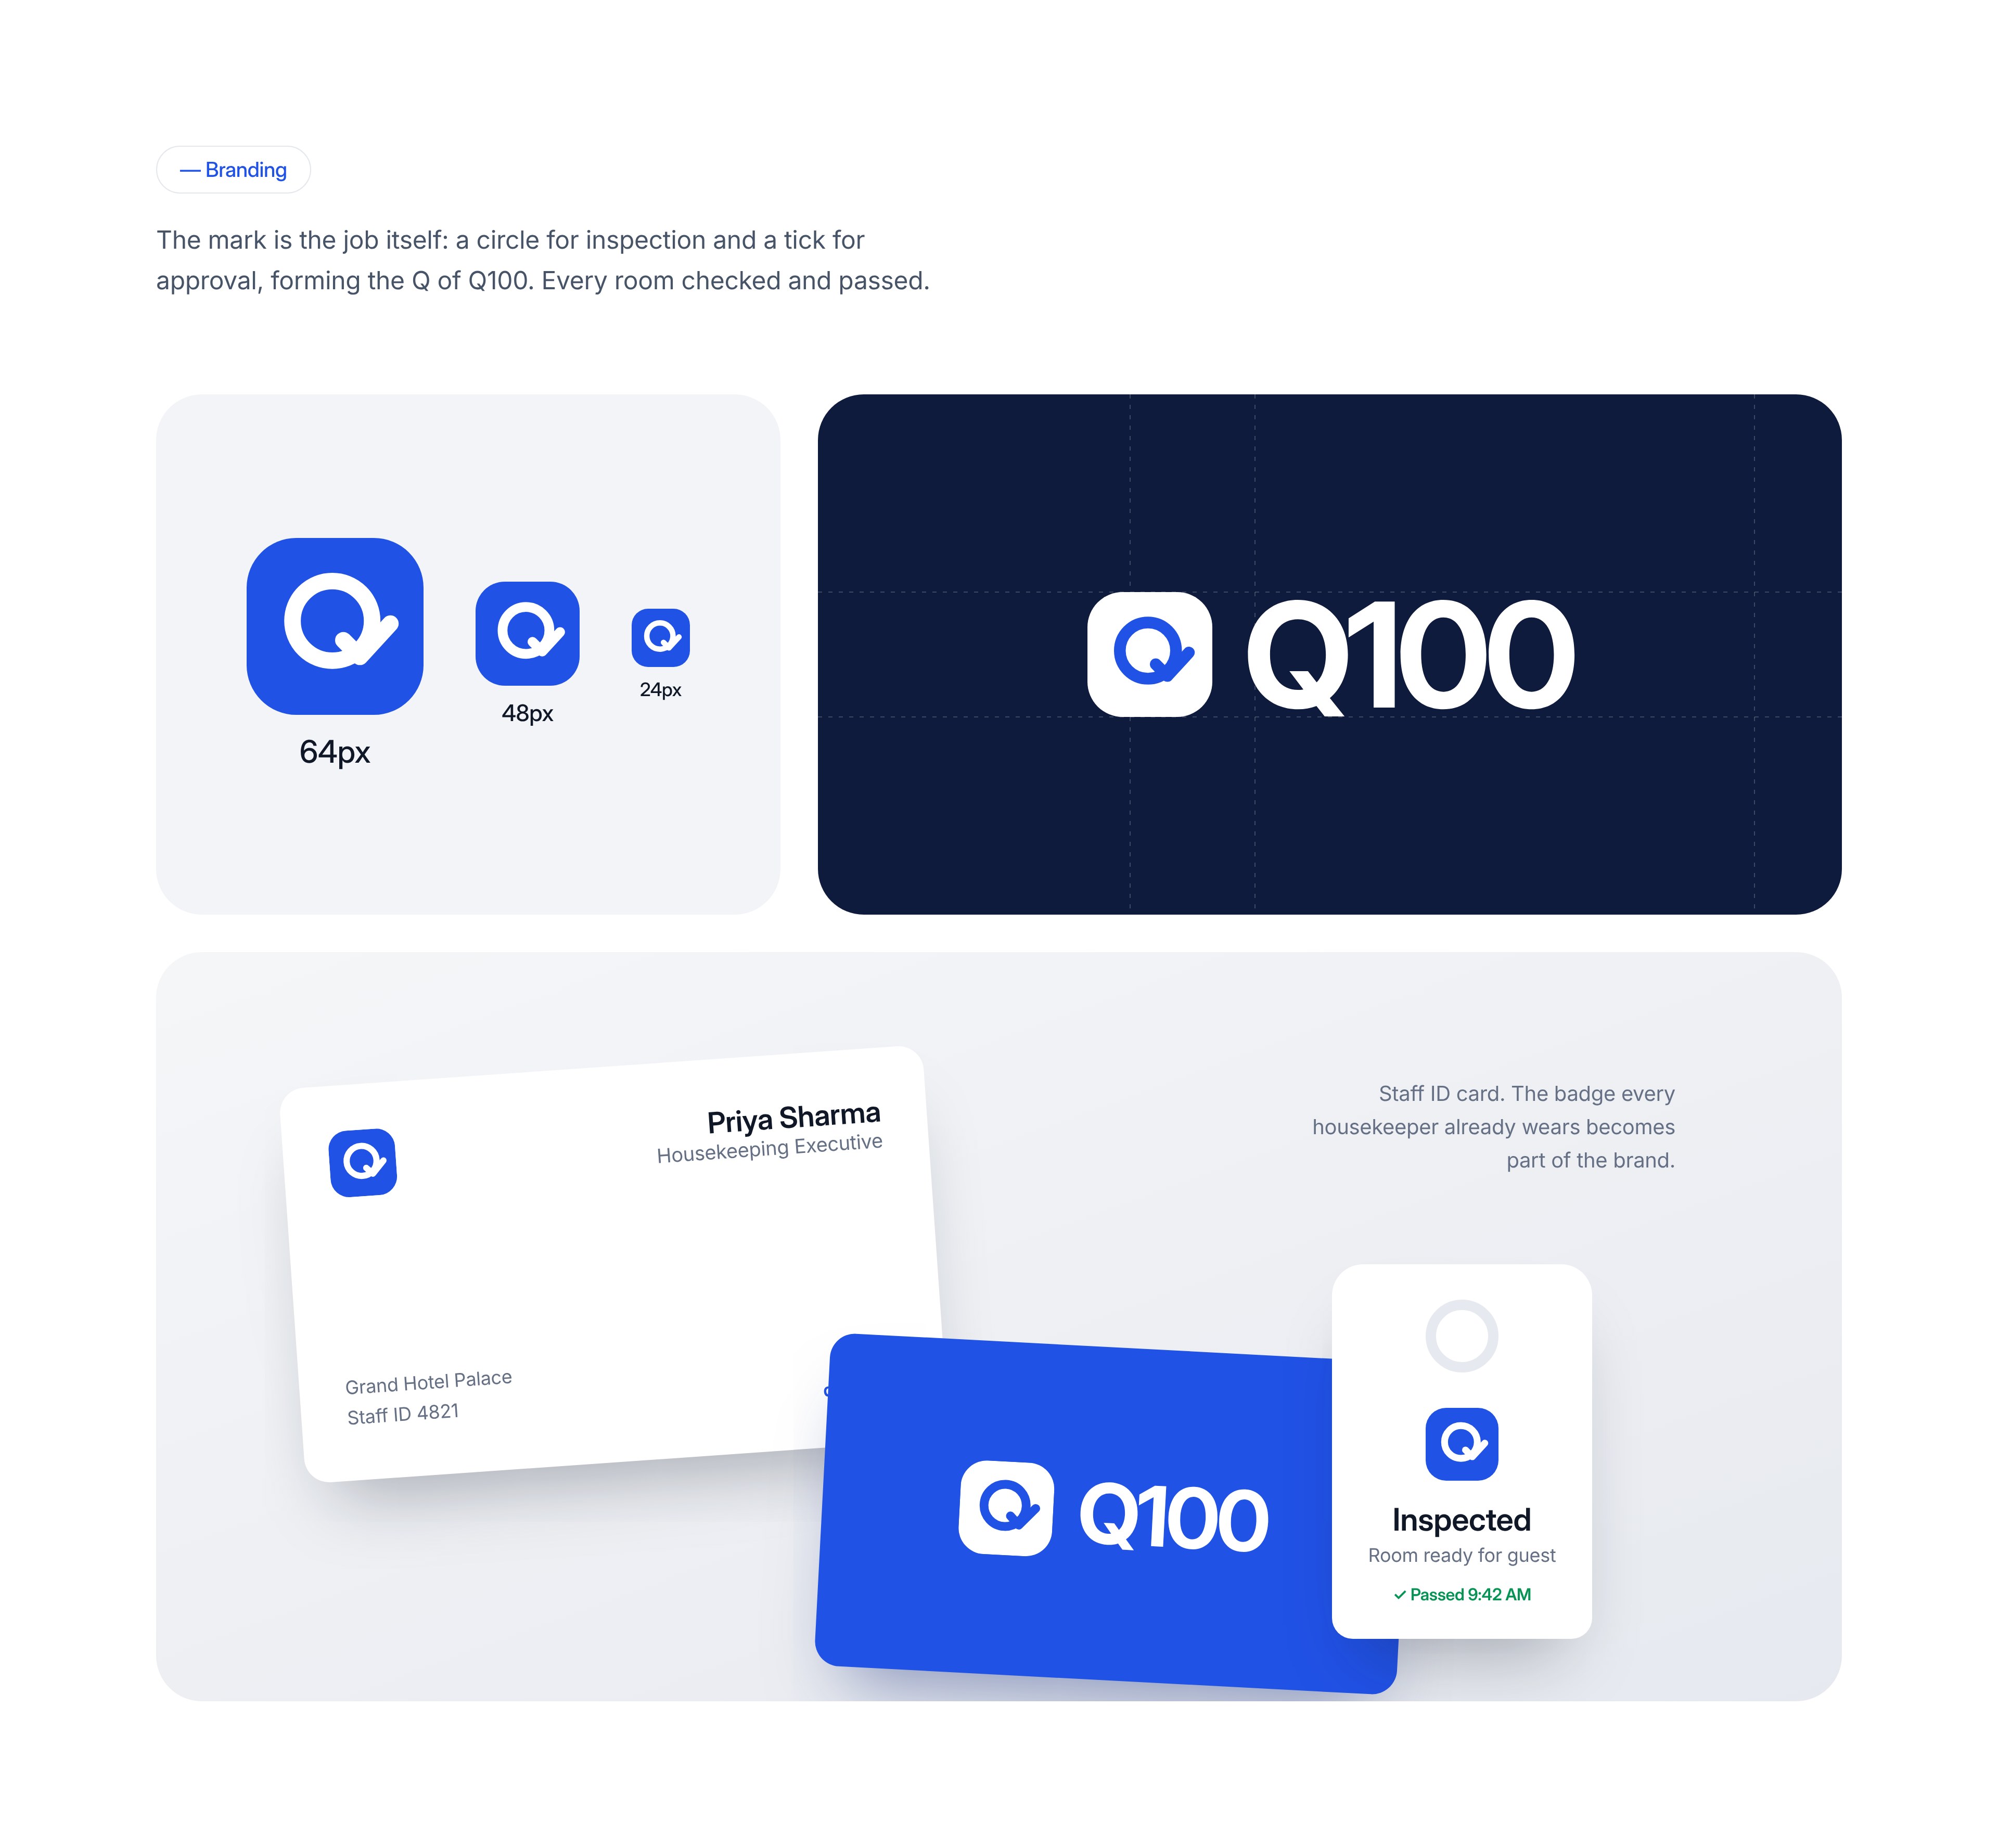 — Branding
The mark is the job itself: a circle for inspection and a tick for
approval, forming the Q of Q100. Every room checked and passed.
64px
48px
24px
Q100
Priya Sharma
Housekeeping Executive
Grand Hotel Palace
Staff ID 4821
Staff ID card. The badge every
housekeeper already wears becomes
part of the brand.
Q100
Inspected
Room ready for guest
✓ Passed 9:42 AM